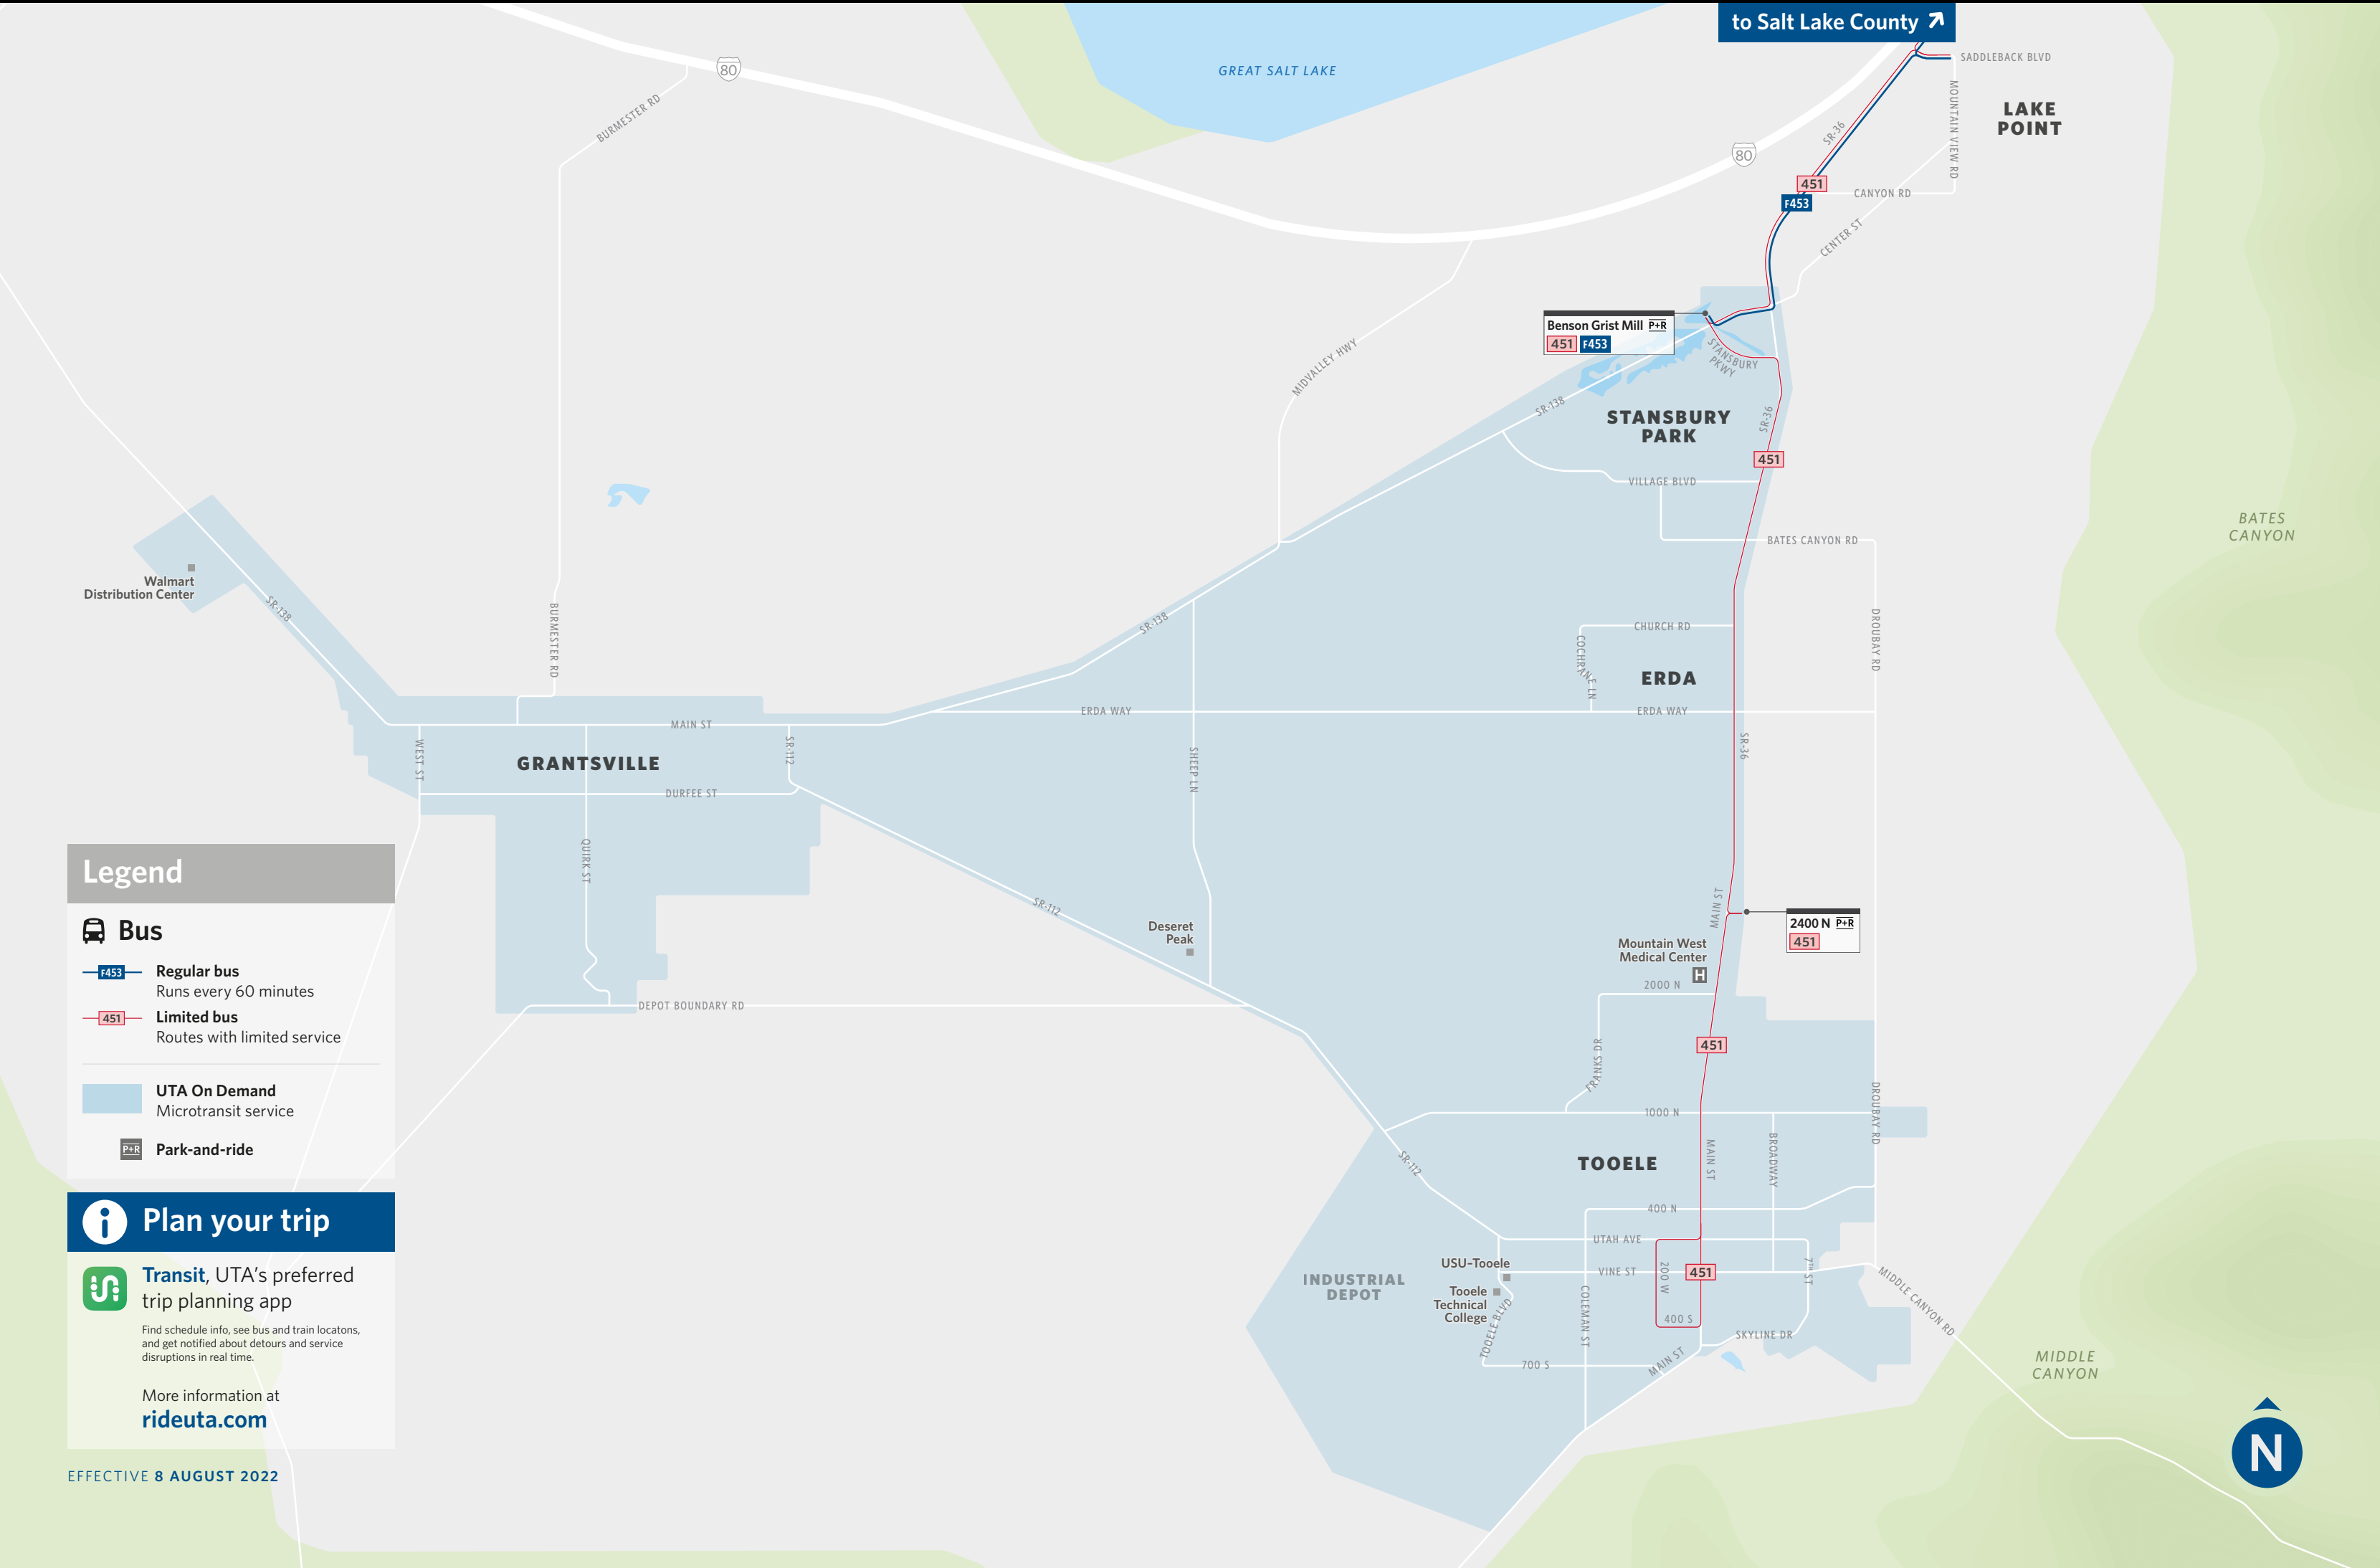 to Salt Lake County
SADDLEBACK BLVD
GREAT SALT LAKE
80
BURMESTER RD
MOUNTAIN VIEW RD
LAKE
POINT
SR-36
80
451
F453
CANYON RD
CENTER ST
Benson Grist Mill P+R
451 F453
STANSBURY
PKWY
MIDVALLEY HWY
SR-138
STANSBURY
PARK
SR-36
451
VILLAGE BLVD
BATES CANYON RD
BATES
CANYON
Walmart
Distribution Center
SR-138
BURMESTER RD
SR-138
CHURCH RD
COCHRANE LN
DROUBAY RD
ERDA
ERDA WAY
ERDA WAY
MAIN ST
WEST ST
GRANTSVILLE
SR-112
SHEEP LN
SR-36
DURFEE ST
QUIRK ST
SR-112
Deseret
Peak
MAIN ST
2400 N P+R
451
Mountain West
Medical Center
H
2000 N
DEPOT BOUNDARY RD
451
FRANKS DR
1000 N
DROUBAY RD
SR-112
TOOELE
MAIN ST
BROADWAY
400 N
UTAH AVE
USU–Tooele
VINE ST
200 W
451
7TH ST
INDUSTRIAL
DEPOT
Tooele
Technical
College
TOOELE BLVD
COLEMAN ST
400 S
SKYLINE DR
MIDDLE CANYON RD
700 S
MAIN ST
MIDDLE
CANYON
Legend
Bus
F453 Regular bus
Runs every 60 minutes
451 Limited bus
Routes with limited service
UTA On Demand
Microtransit service
P+R Park-and-ride
Plan your trip
Transit, UTA's preferred
trip planning app
Find schedule info, see bus and train locatons,
and get notified about detours and service
disruptions in real time.
More information at
rideuta.com
EFFECTIVE 8 AUGUST 2022
N